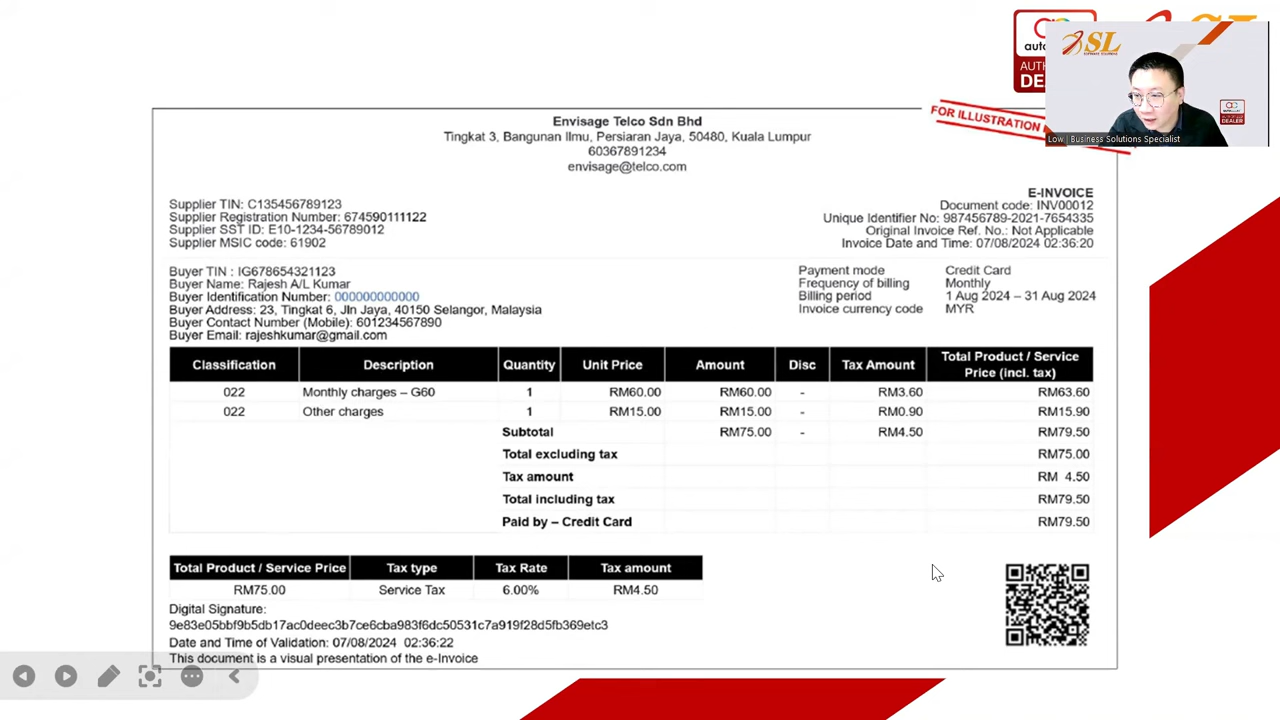 SL
auto
AUTH
DEAL
SL
AUTHORISED
DEALER
Low | Business Solutions Specialist
FOR ILLUSTRATION
Envisage Telco Sdn Bhd
Tingkat 3, Bangunan Ilmu, Persiaran Jaya, 50480, Kuala Lumpur
60367891234
envisage@telco.com
Supplier TIN: C135456789123
Supplier Registration Number: 674590111122
Supplier SST ID: E10-1234-56789012
Supplier MSIC code: 61902
E-INVOICE
Document code: INV00012
Unique Identifier No: 987456789-2021-7654335
Original Invoice Ref. No.: Not Applicable
Invoice Date and Time: 07/08/2024 02:36:20
Buyer TIN : IG678654321123
Buyer Name: Rajesh A/L Kumar
Buyer Identification Number: 000000000000
Buyer Address: 23, Tingkat 6, Jln Jaya, 40150 Selangor, Malaysia
Buyer Contact Number (Mobile): 601234567890
Buyer Email: rajeshkumar@gmail.com
Payment mode Credit Card
Frequency of billing Monthly
Billing period 1 Aug 2024 – 31 Aug 2024
Invoice currency code MYR
Classification Description Quantity Unit Price Amount Disc Tax Amount Total Product / Service Price (incl. tax)
022 Monthly charges – G60 1 RM60.00 RM60.00 - RM3.60 RM63.60
022 Other charges 1 RM15.00 RM15.00 - RM0.90 RM15.90
Subtotal RM75.00 - RM4.50 RM79.50
Total excluding tax RM75.00
Tax amount RM 4.50
Total including tax RM79.50
Paid by – Credit Card RM79.50
Total Product / Service Price Tax type Tax Rate Tax amount
RM75.00 Service Tax 6.00% RM4.50
Digital Signature:
9e83e05bbf9b5db17ac0deec3b7ce6cba983f6dc50531c7a919f28d5fb369etc3
Date and Time of Validation: 07/08/2024 02:36:22
This document is a visual presentation of the e-Invoice